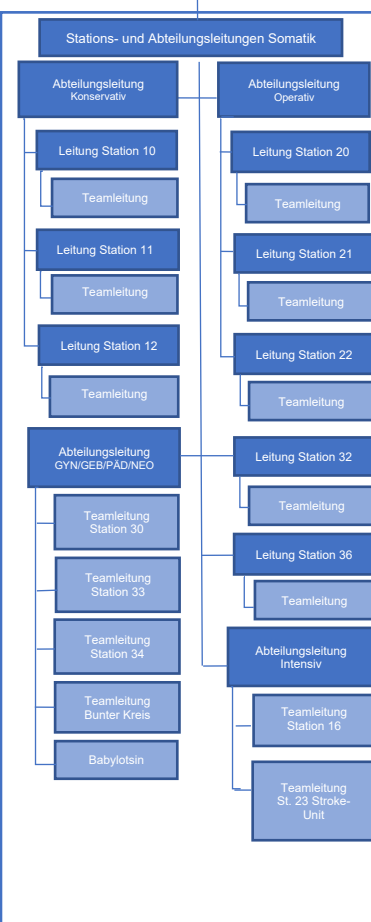 Stations- und Abteilungsleitungen Somatik
Abteilungsleitung
Konservativ
Leitung Station 10
Teamleitung
Leitung Station 11
Teamleitung
Leitung Station 12
Teamleitung
Abteilungsleitung
Operativ
Leitung Station 20
Teamleitung
Leitung Station 21
Teamleitung
Leitung Station 22
Teamleitung
Abteilungsleitung
GYN/GEB/PÄD/NEO
Teamleitung
Station 30
Teamleitung
Station 33
Teamleitung
Station 34
Teamleitung
Bunter Kreis
Babylotsin
Leitung Station 32
Teamleitung
Leitung Station 36
Teamleitung
Abteilungsleitung
Intensiv
Teamleitung
Station 16
Teamleitung
St. 23 Stroke-
Unit